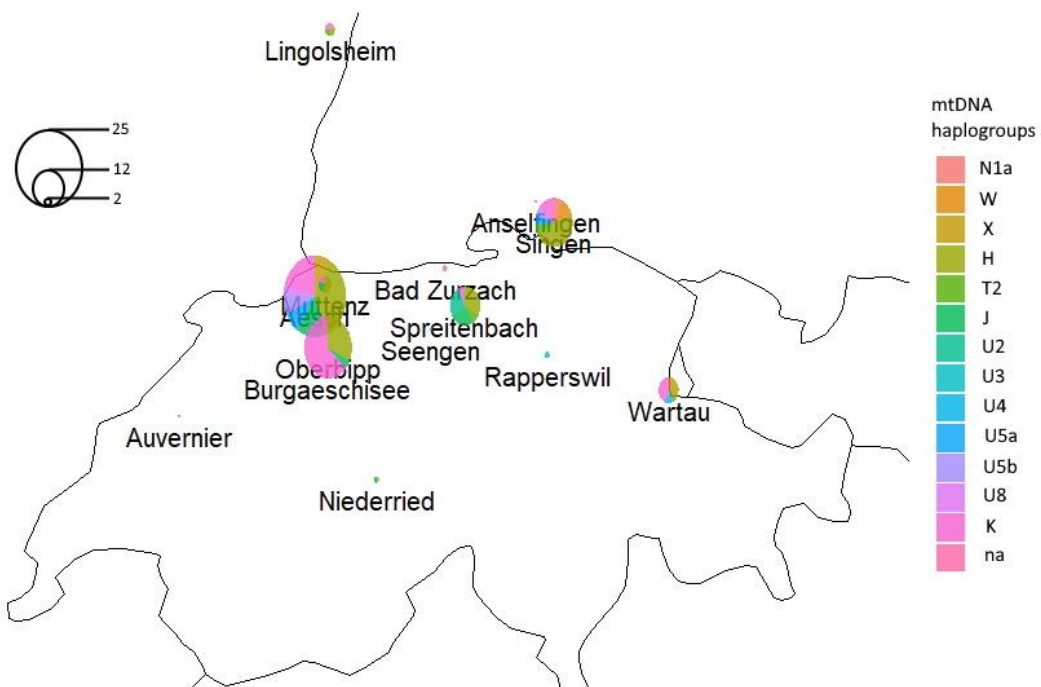 Lingolsheim
25
12
2
Anselfingen
Singen
Bad Zurzach
Muttenz
Aesch
Spreitenbach
Seengen
Oberbipp
Burgaeschisee
Rapperswil
Wartau
Auvernier
Niederried
mtDNA
haplogroups
N1a
W
X
H
T2
J
U2
U3
U4
U5a
U5b
U8
K
na